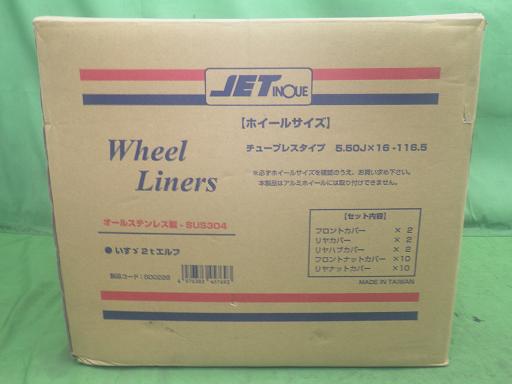 JET INOUE
【ホイールサイズ】
チューブレスタイプ 5.50J×16-116.5
※必ずホイールサイズを確認のうえ、お買い求め下さい。
本製品はアルミホイールには取り付けできません。
Wheel
Liners
オールステンレス製-SUS304
●いすゞ2tエルフ
製品コード:500226
【セット内容】
フロントカバー ×2
リヤカバー ×2
リヤハブカバー ×2
フロントナットカバー ×10
リヤナットカバー ×10
MADE IN TAIWAN